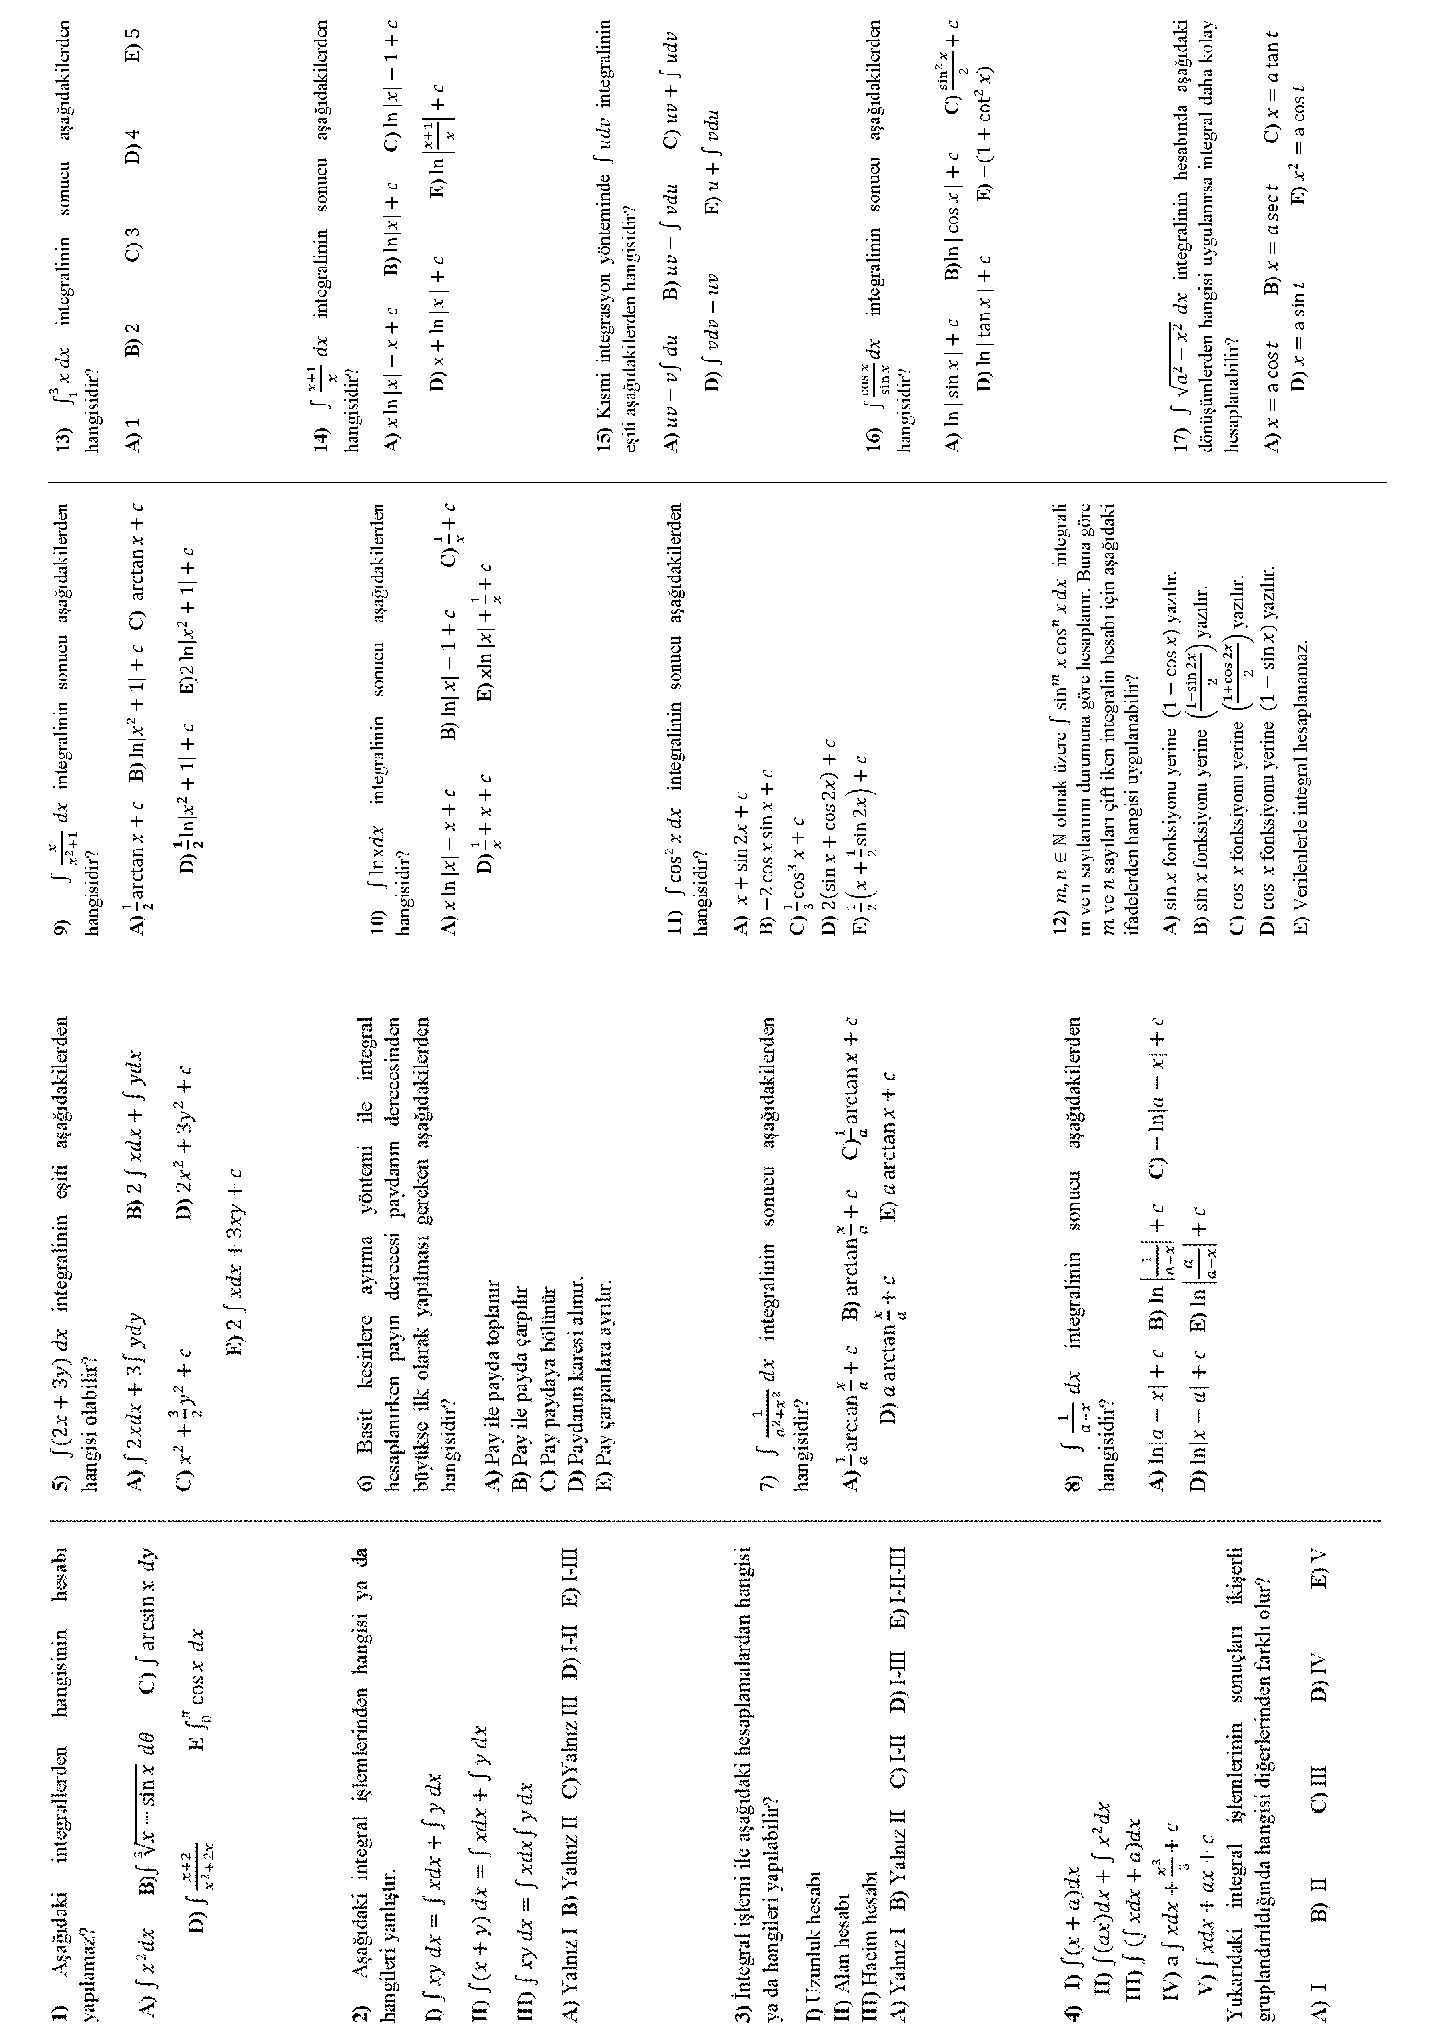 1) Aşağıdaki integrallerden hangisinin hesabı
yapılamaz?
A) ∫ x² dx B) ∫ ∛(x − sin x) dθ C) ∫ arcsin x dy
D) ∫ (x+2)/(x²+2x) E ∫₀^π cos x dx
2) Aşağıdaki integral işlemlerinden hangisi ya da
hangileri yanlıştır.
I) ∫ xy dx = ∫ xdx + ∫ y dx
II) ∫(x + y) dx = ∫ xdx + ∫ y dx
III) ∫ xy dx = ∫ xdx ∫ y dx
A) Yalnız I B) Yalnız II C)Yalnız III D) I-II E) I-III
3) İntegral işlemi ile aşağıdaki hesaplamalardan hangisi
ya da hangileri yapılabilir?
I) Uzunluk hesabı
II) Alan hesabı
III) Hacim hesabı
A) Yalnız I B) Yalnız II C) I-II D) I-III E) I-II-III
4) I) ∫(x + a)dx
II) ∫(ax)dx + ∫ x² dx
III) ∫(∫ xdx + a)dx
IV) a ∫ xdx + x³/3 + c
V) ∫ xdx + ax + c
Yukarıdaki integral işlemlerinin sonuçları ikişerli
gruplandırıldığında hangisi diğerlerinden farklı olur?
A) I B) II C) III D) IV E) V
5) ∫(2x + 3y) dx integralinin eşiti aşağıdakilerden
hangisi olabilir?
A) ∫ 2xdx + 3∫ ydy B) 2 ∫ xdx + ∫ ydx
C) x² + 3/2 y² + c D) 2x² + 3y² + c
E) 2 ∫ xdx + 3xy + c
6) Basit kesirlere ayırma yöntemi ile integral
hesaplanırken payın derecesi paydanın derecesinden
büyükse ilk olarak yapılması gereken aşağıdakilerden
hangisidir?
A) Pay ile payda toplanır
B) Pay ile payda çarpılır
C) Pay paydaya bölünür
D) Paydanın karesi alınır.
E) Pay çarpanlara ayrılır.
7) ∫ 1/(a²+x²) dx integralinin sonucu aşağıdakilerden
hangisidir?
A) 1/a arctan x/a + c B) arctan x/a + c C) 1/a arctan x + c
D) a arctan x/a + c E) a arctan x + c
8) ∫ 1/(a−x) dx integralinin sonucu aşağıdakilerden
hangisidir?
A) ln|a − x| + c B) ln |1/(a−x)| + c C) − ln|a − x| + c
D) ln|x − a| + c E) ln |a/(a−x)| + c
9) ∫ x/(x²+1) dx integralinin sonucu aşağıdakilerden
hangisidir?
A) 1/2 arctan x + c B) ln|x² + 1| + c C) arctan x + c
D) 1/2 ln|x² + 1| + c E)2 ln|x² + 1| + c
10) ∫ lnxdx integralinin sonucu aşağıdakilerden
hangisidir?
A) x ln |x| − x + c B) ln|x| − 1 + c C) 1/x + c
D) 1/x + x + c E) xln |x| + 1/x + c
11) ∫ cos² x dx integralinin sonucu aşağıdakilerden
hangisidir?
A) x + sin 2x + c
B) −2 cos x sin x + c
C) 1/3 cos³ x + c
D) 2(sin x + cos 2x) + c
E) 1/2 (x + 1/2 sin 2x) + c
12) m, n ∈ ℕ olmak üzere ∫ sinᵐ x cosⁿ x dx integrali
m ve n sayılarının durumuna göre hesaplanır. Buna göre
m ve n sayıları çift iken integralin hesabı için aşağıdaki
ifadelerden hangisi uygulanabilir?
A) sin x fonksiyonu yerine (1 − cos x) yazılır.
B) sin x fonksiyonu yerine ((1−sin 2x)/2) yazılır.
C) cos x fonksiyonu yerine ((1+cos 2x)/2) yazılır.
D) cos x fonksiyonu yerine (1 − sin x) yazılır.
E) Verilenlerle integral hesaplanamaz.
13) ∫₁³ x dx integralinin sonucu aşağıdakilerden
hangisidir?
A) 1 B) 2 C) 3 D) 4 E) 5
14) ∫ (x+1)/x dx integralinin sonucu aşağıdakilerden
hangisidir?
A) x ln |x| − x + c B) ln|x| + c C) ln |x| − 1 + c
D) x + ln |x| + c E) ln |(x+1)/x| + c
15) Kısmi integrasyon yönteminde ∫ udv integralinin
eşiti aşağıdakilerden hangisidir?
A) uv − v∫ du B) uv − ∫ vdu C) uv + ∫ udv
D) ∫ vdv − uv E) u + ∫ vdu
16) ∫ cos x/sin x dx integralinin sonucu aşağıdakilerden
hangisidir?
A) ln | sin x| + c B)ln | cos x| + c C) sin² x/2 + c
D) ln | tan x | + c E) −(1 + cot² x)
17) ∫ √(a² − x²) dx integralinin hesabında aşağıdaki
dönüşümlerden hangisi uygulanırsa integral daha kolay
hesaplanabilir?
A) x = a cos t B) x = a sec t C) x = a tan t
D) x = a sin t E) x² = a cos t